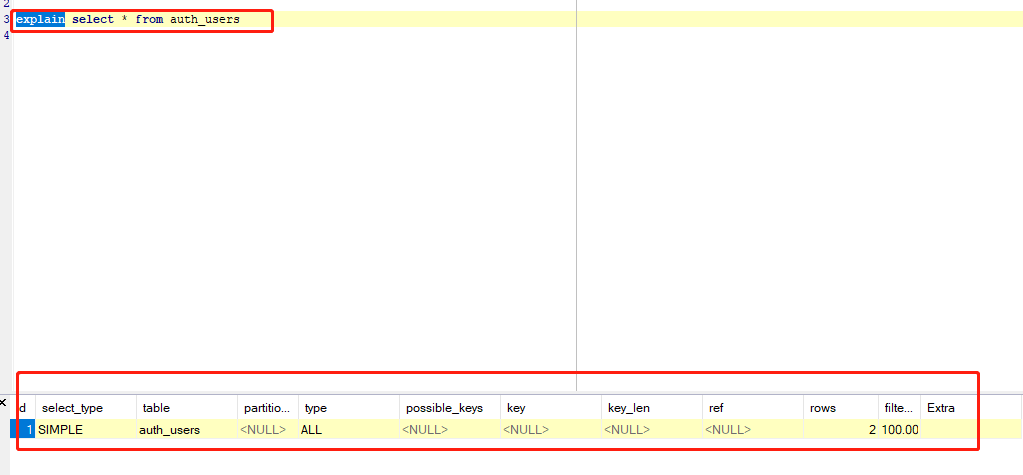 2
3 explain select * from auth_users
4
d select_type table partitio... type possible_keys key key_len ref rows filte... Extra
1 SIMPLE auth_users <NULL> ALL <NULL> <NULL> <NULL> <NULL> 2 100.00